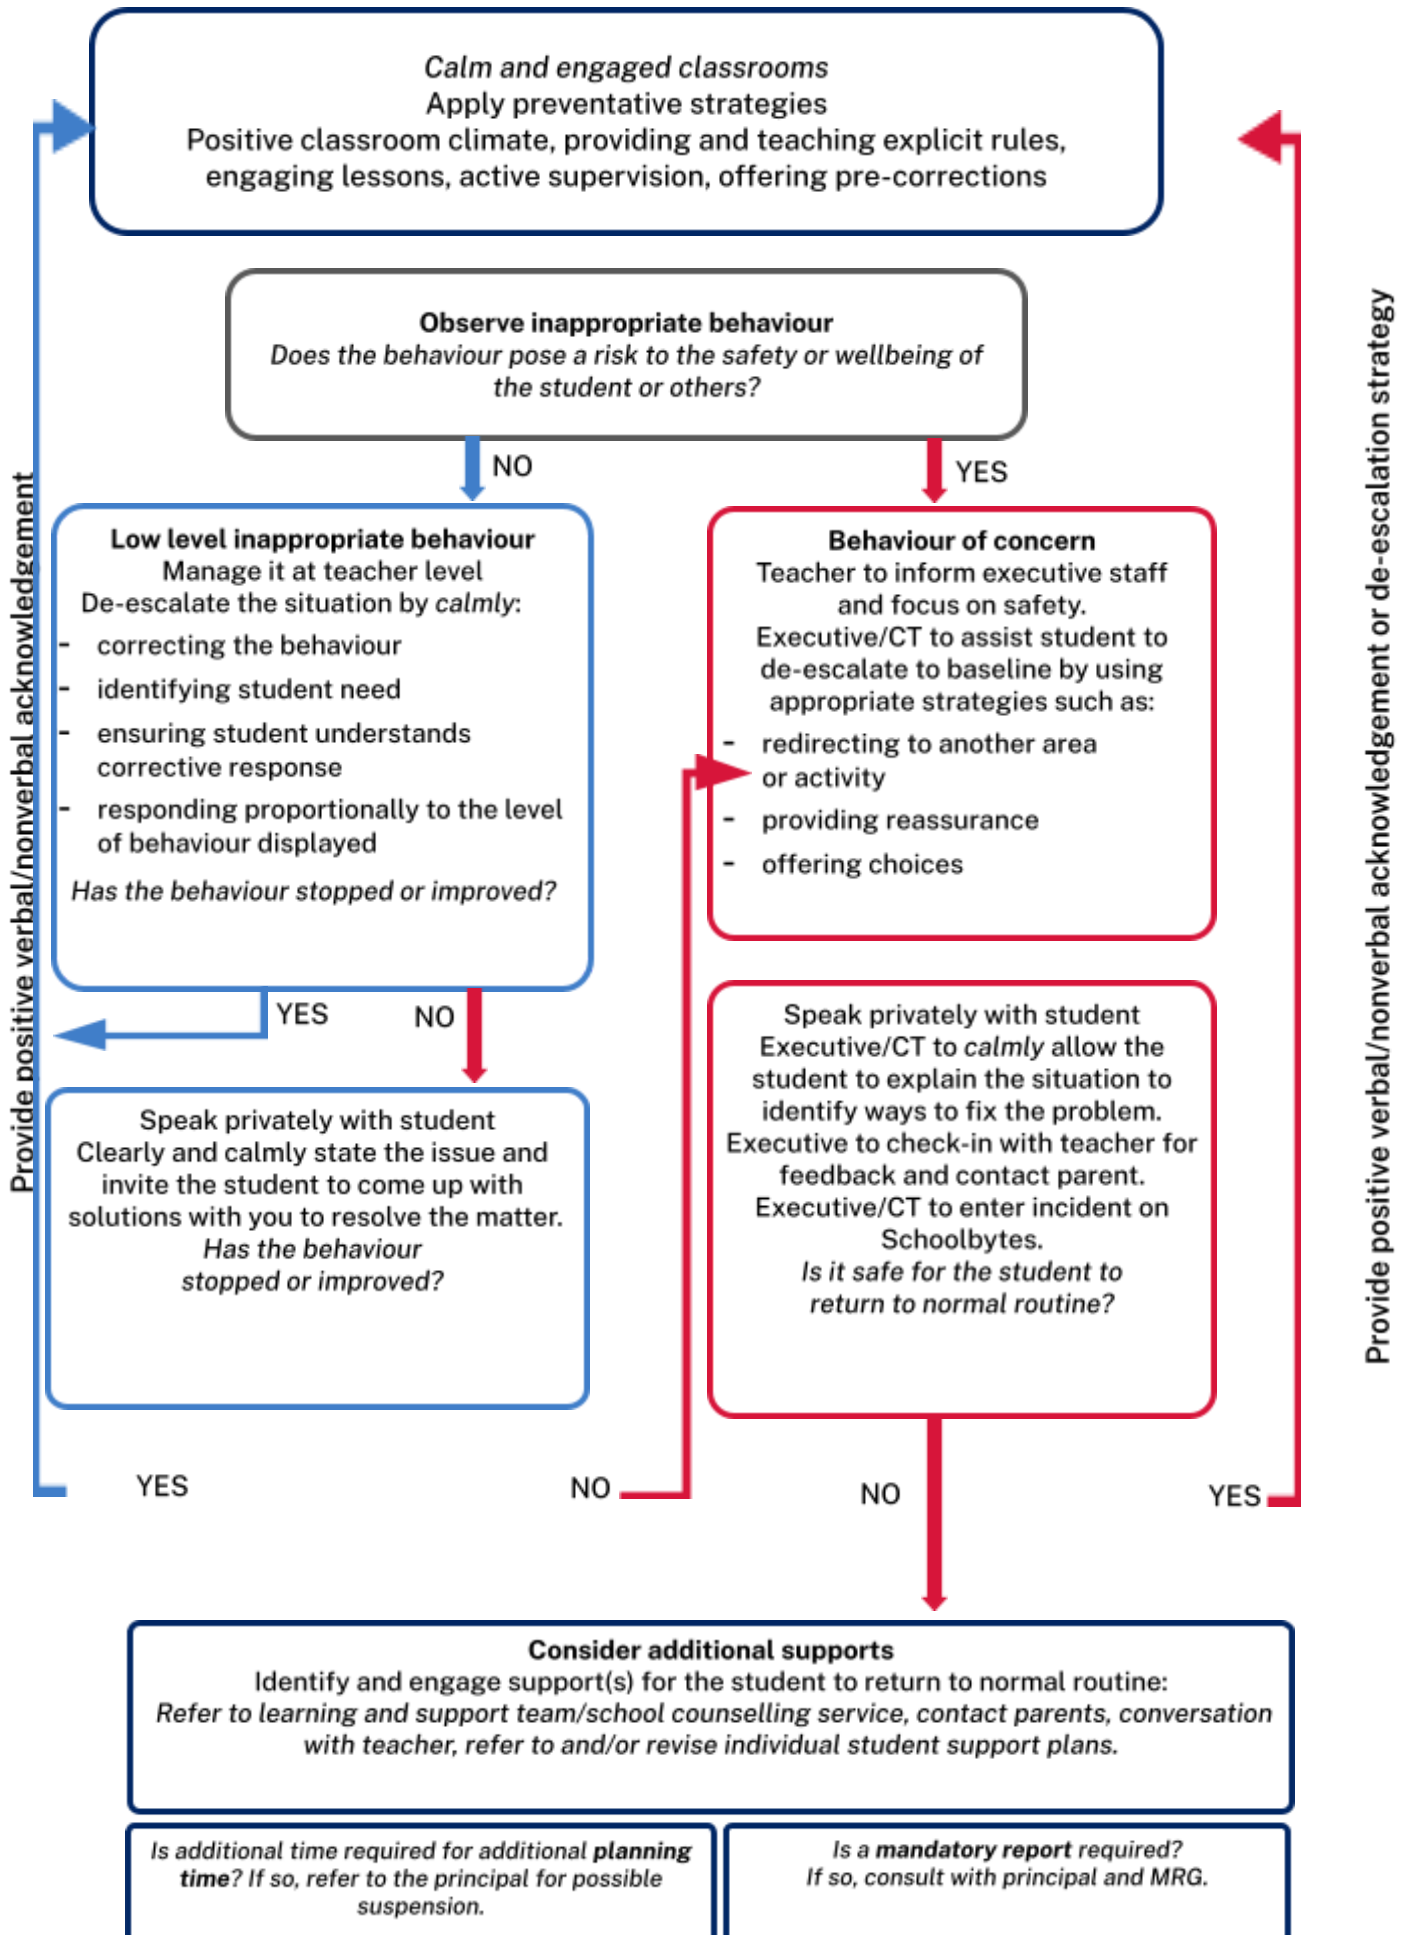 Calm and engaged classrooms
Apply preventative strategies
Positive classroom climate, providing and teaching explicit rules,
engaging lessons, active supervision, offering pre-corrections
Observe inappropriate behaviour
Does the behaviour pose a risk to the safety or wellbeing of
the student or others?
NO
YES
Low level inappropriate behaviour
Manage it at teacher level
De-escalate the situation by calmly:
- correcting the behaviour
- identifying student need
- ensuring student understands
corrective response
- responding proportionally to the level
of behaviour displayed
Has the behaviour stopped or improved?
Behaviour of concern
Teacher to inform executive staff
and focus on safety.
Executive/CT to assist student to
de-escalate to baseline by using
appropriate strategies such as:
- redirecting to another area
or activity
- providing reassurance
- offering choices
YES
NO
Speak privately with student
Clearly and calmly state the issue and
invite the student to come up with
solutions with you to resolve the matter.
Has the behaviour
stopped or improved?
Speak privately with student
Executive/CT to calmly allow the
student to explain the situation to
identify ways to fix the problem.
Executive to check-in with teacher for
feedback and contact parent.
Executive/CT to enter incident on
Schoolbytes.
Is it safe for the student to
return to normal routine?
YES
NO
NO
YES
Provide positive verbal/nonverbal acknowledgement
Provide positive verbal/nonverbal acknowledgement or de-escalation strategy
Consider additional supports
Identify and engage support(s) for the student to return to normal routine:
Refer to learning and support team/school counselling service, contact parents, conversation
with teacher, refer to and/or revise individual student support plans.
Is additional time required for additional planning
time? If so, refer to the principal for possible
suspension.
Is a mandatory report required?
If so, consult with principal and MRG.